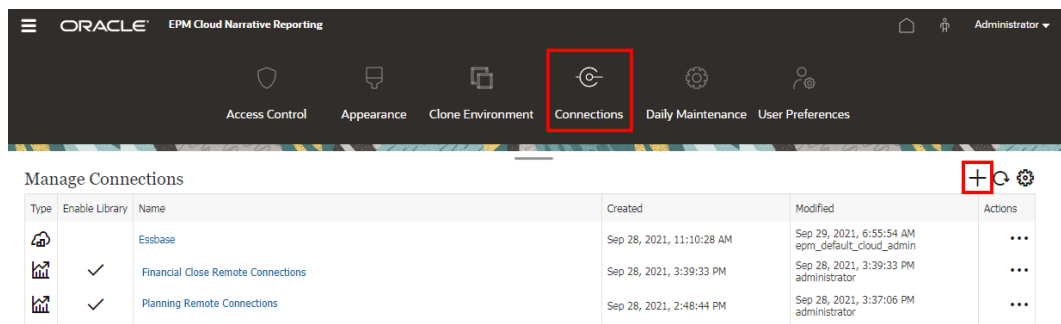 ORACLE EPM Cloud Narrative Reporting Administrator
Access Control Appearance Clone Environment Connections Daily Maintenance User Preferences
Manage Connections
Type Enable Library Name Created Modified Actions
Essbase Sep 28, 2021, 11:10:28 AM Sep 29, 2021, 6:55:54 AM
epm_default_cloud_admin
Financial Close Remote Connections Sep 28, 2021, 3:39:33 PM Sep 28, 2021, 3:39:33 PM
administrator
Planning Remote Connections Sep 28, 2021, 2:48:44 PM Sep 28, 2021, 3:37:06 PM
administrator